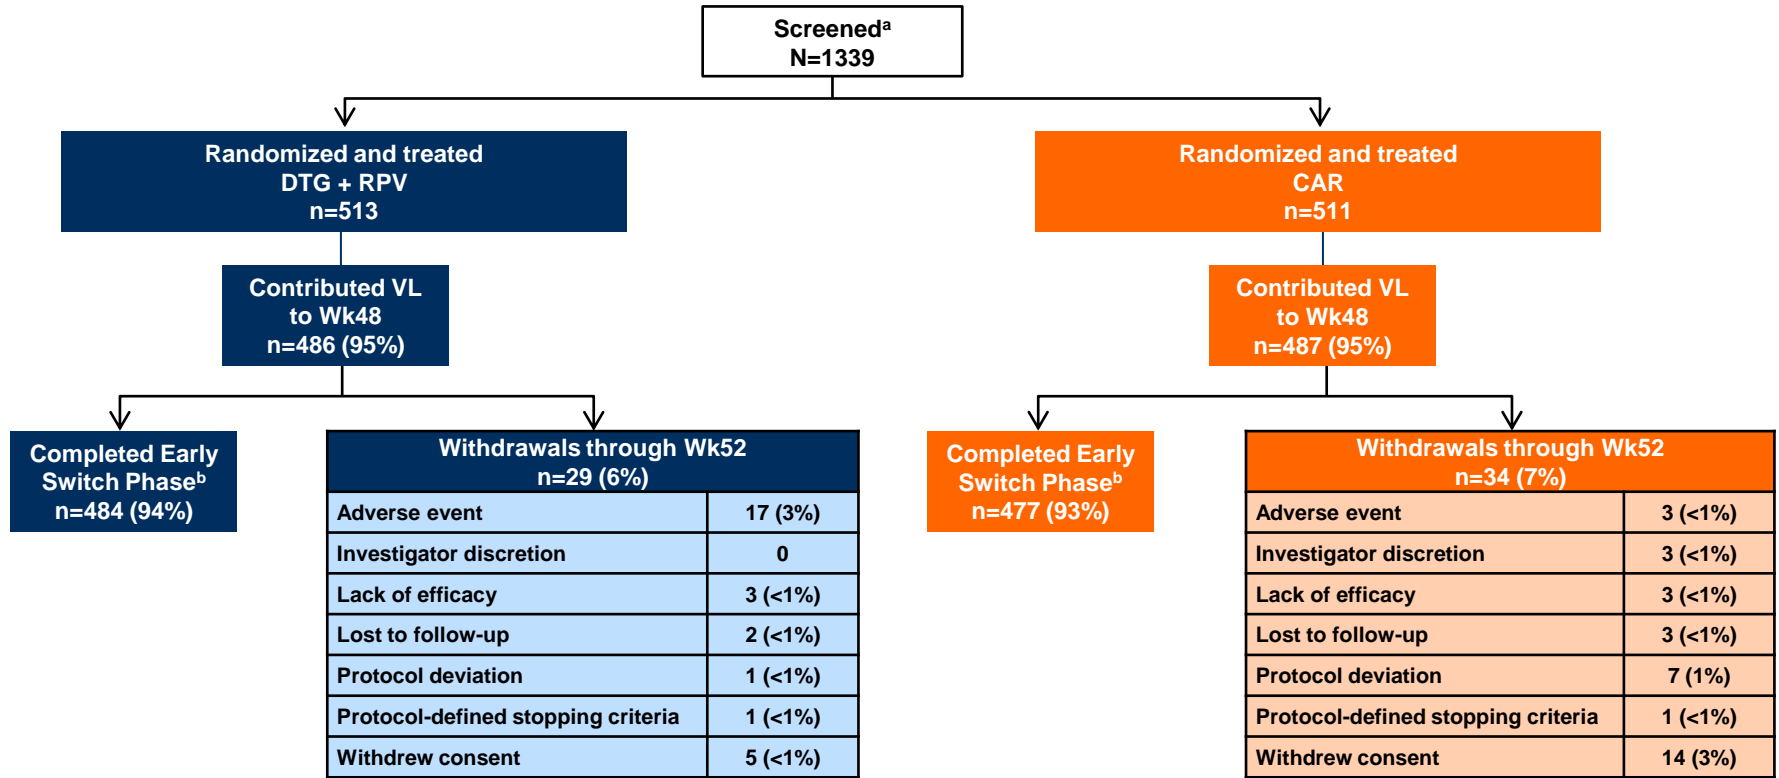 Screenedᵃ
N=1339
Randomized and treated
DTG + RPV
n=513
Randomized and treated
CAR
n=511
Contributed VL
to Wk48
n=486 (95%)
Contributed VL
to Wk48
n=487 (95%)
Completed Early
Switch Phaseᵇ
n=484 (94%)
Withdrawals through Wk52
n=29 (6%)
Adverse event 17 (3%)
Investigator discretion 0
Lack of efficacy 3 (<1%)
Lost to follow-up 2 (<1%)
Protocol deviation 1 (<1%)
Protocol-defined stopping criteria 1 (<1%)
Withdrew consent 5 (<1%)
Completed Early
Switch Phaseᵇ
n=477 (93%)
Withdrawals through Wk52
n=34 (7%)
Adverse event 3 (<1%)
Investigator discretion 3 (<1%)
Lack of efficacy 3 (<1%)
Lost to follow-up 3 (<1%)
Protocol deviation 7 (1%)
Protocol-defined stopping criteria 1 (<1%)
Withdrew consent 14 (3%)